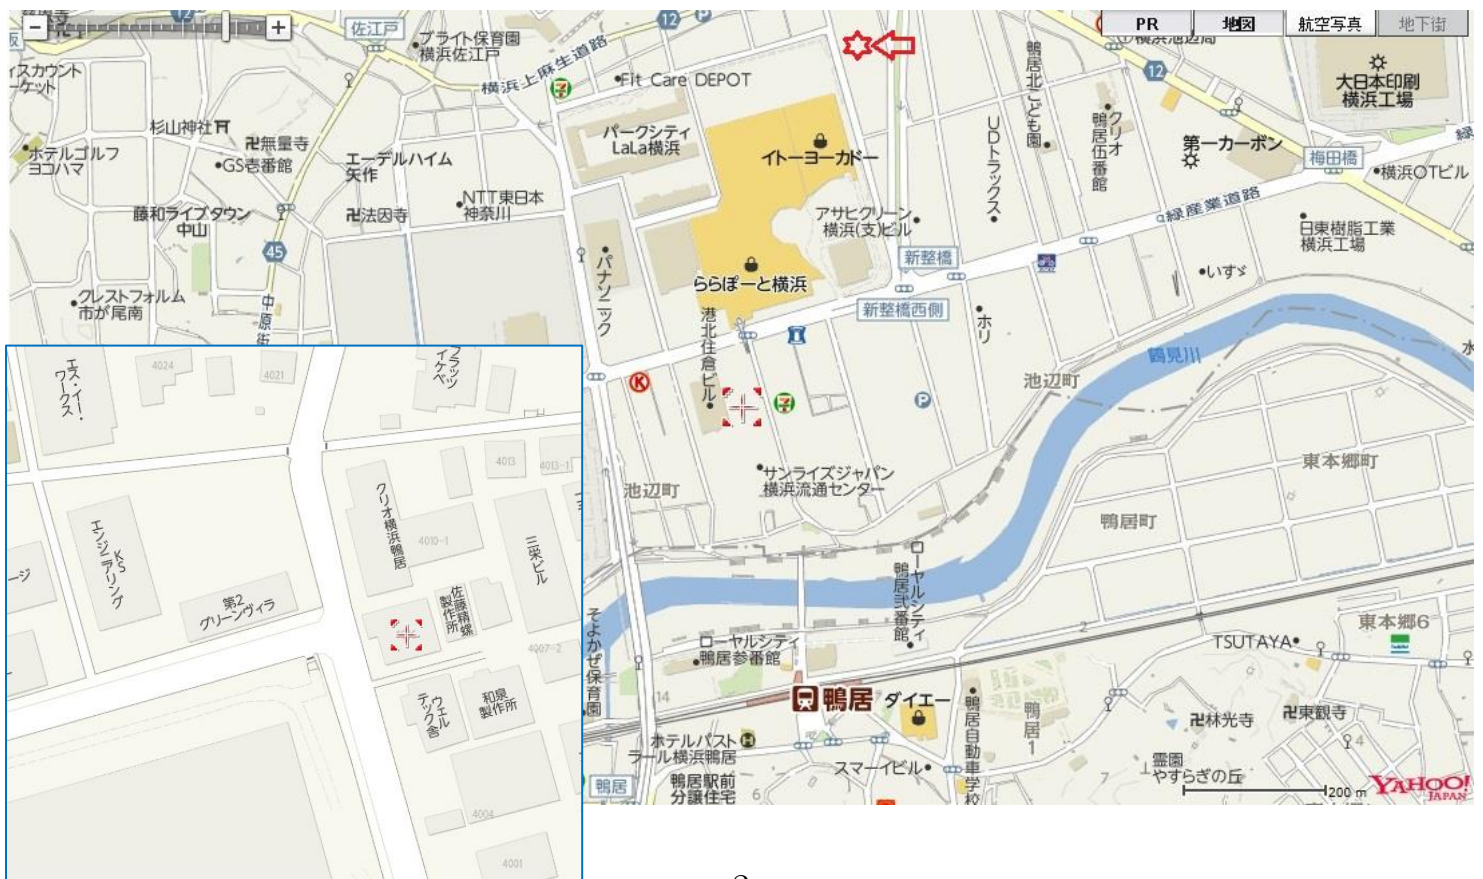 PR
地図
航空写真
地下街
佐江戸
12
P
ブライト保育園
横浜佐江戸
横浜上麻生道路
7
Fit Care DEPOT
鴨居北こども園
12
大日本印刷
横浜工場
杉山神社
卍無量寺
GS壱番館
ホテルゴルフ
ヨコハマ
エーデルハイム
矢作
パークシティ
LaLa横浜
イトーヨーカドー
UDトラックス
クリオ
鴨居伍番館
第一カーボン
梅田橋
横浜OTビル
NTT東日本
神奈川
藤和ライブタウン
中山
卍法因寺
アサヒクリーン
横浜(支)ビル
緑産業道路
日東樹脂工業
横浜工場
45
パナソニック
新整橋
いすゞ
ららぽーと横浜
クレストフォルム
市が尾南
中原街
新整橋西側
港北住倉ビル
ホリ
鶴見川
池辺町
K
7
P
サンライズジャパン
横浜流通センター
池辺町
東本郷町
鴨居町
ローヤルシティ
鴨居弐番館
そよかぜ保育園
ローヤルシティ
鴨居参番館
2
TSUTAYA
東本郷6
14
鴨居
ダイエー
鴨居自動車学校
鴨居1
卍林光寺
卍東観寺
4
ホテルパスト
ラール横浜鴨居
H
スマーイビル
7
霊園
やすらぎの丘
鴨居
鴨居駅前
分譲住宅
6
200 m
YAHOO!
JAPAN
エス・イー・
ワークス
4024
4021
フラッツ
イケベ
4013
4013-1
クリオ横浜鴨居
4010-1
三栄ビル
KS
エンジニアリング
第2
グリーンヴィラ
佐藤精螺
製作所
4007-2
ウェル
テック舎
和泉
製作所
4004
4001